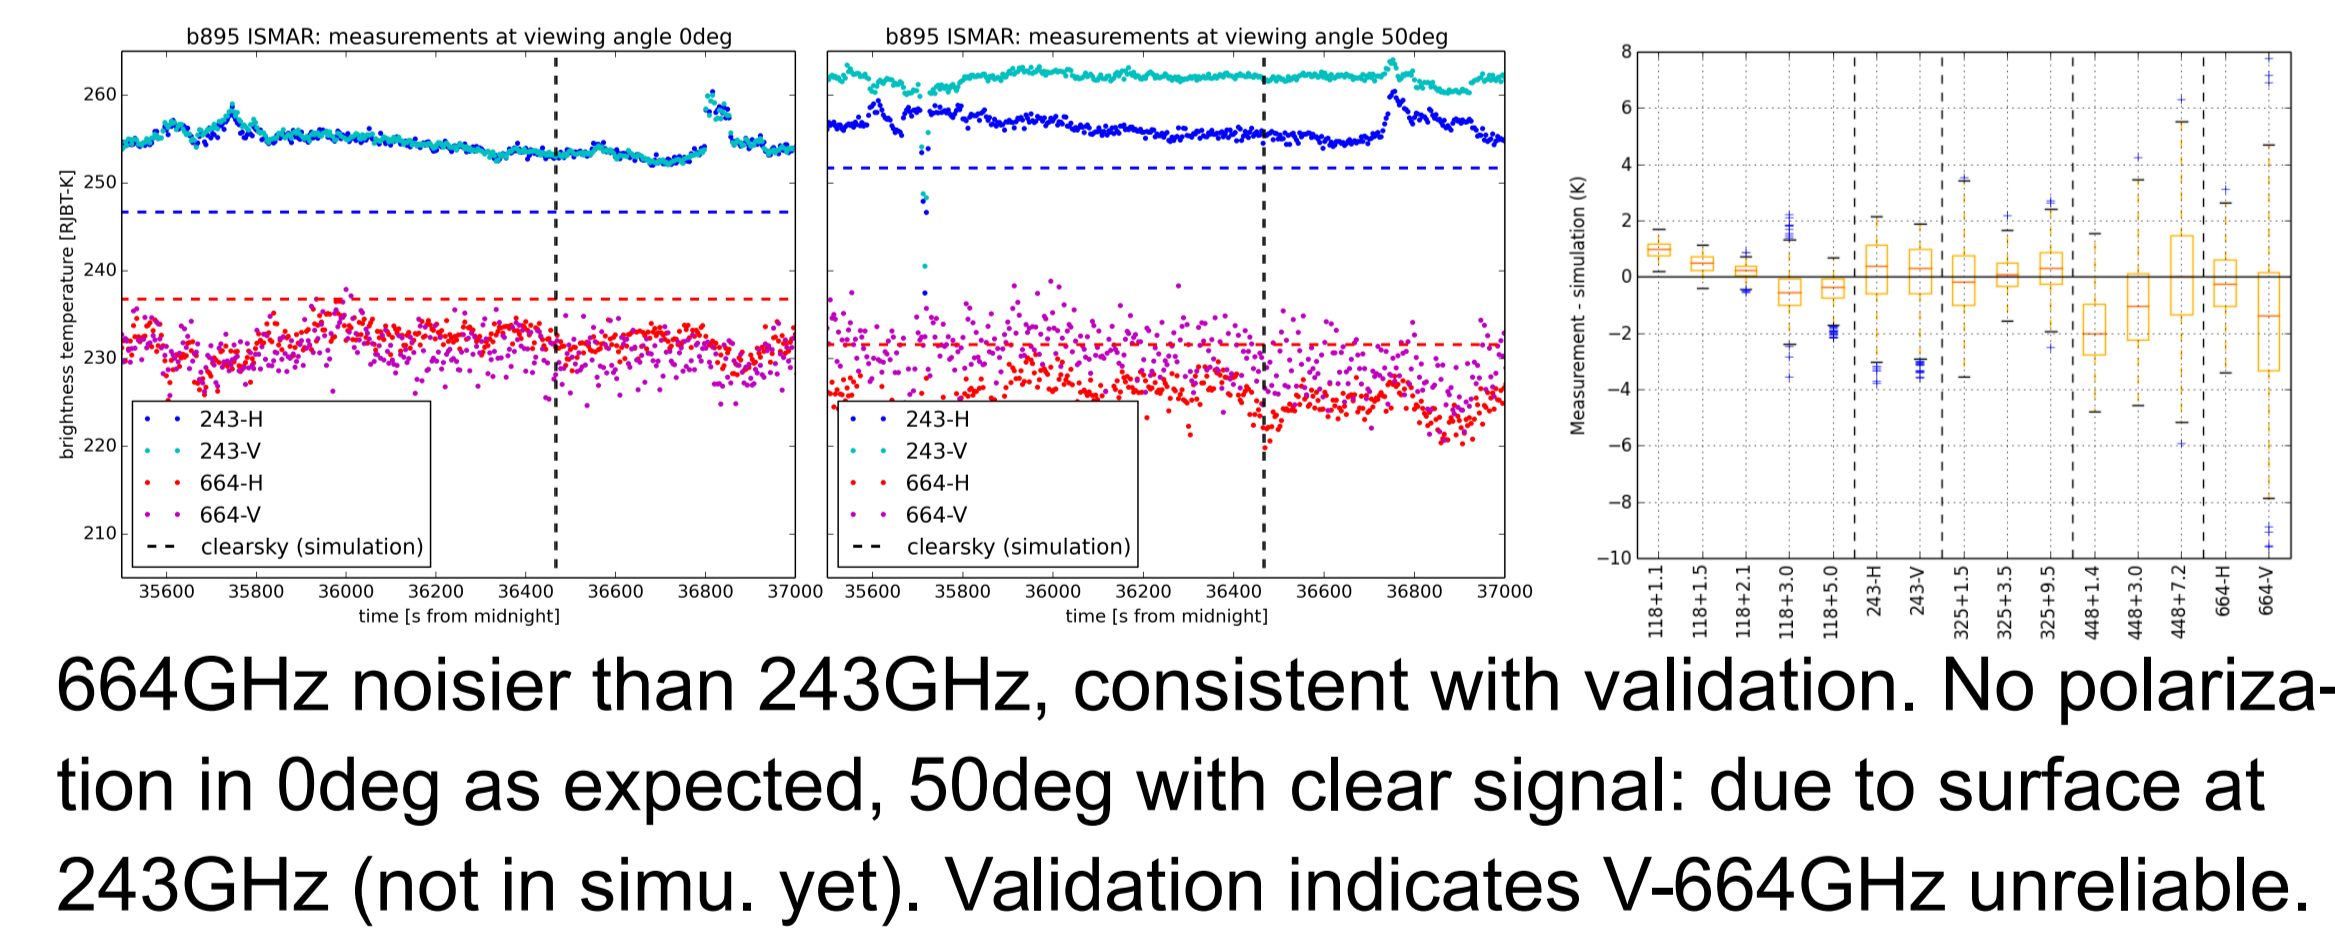 b895 ISMAR: measurements at viewing angle 0deg
brightness temperature [RJBT-K]
260
250
240
230
220
210
243-H
243-V
664-H
664-V
clearsky (simulation)
35600 35800 36000 36200 36400 36600 36800 37000
time [s from midnight]
b895 ISMAR: measurements at viewing angle 50deg
243-H
243-V
664-H
664-V
clearsky (simulation)
35600 35800 36000 36200 36400 36600 36800 37000
time [s from midnight]
Measurement - simulation (K)
8
6
4
2
0
−2
−4
−6
−8
−10
118+1.1
118+1.5
118+2.1
118+3.0
118+5.0
243-H
243-V
325+1.5
325+3.5
325+9.5
448+1.4
448+3.0
448+7.2
664-H
664-V
664GHz noisier than 243GHz, consistent with validation. No polariza-
tion in 0deg as expected, 50deg with clear signal: due to surface at
243GHz (not in simu. yet). Validation indicates V-664GHz unreliable.